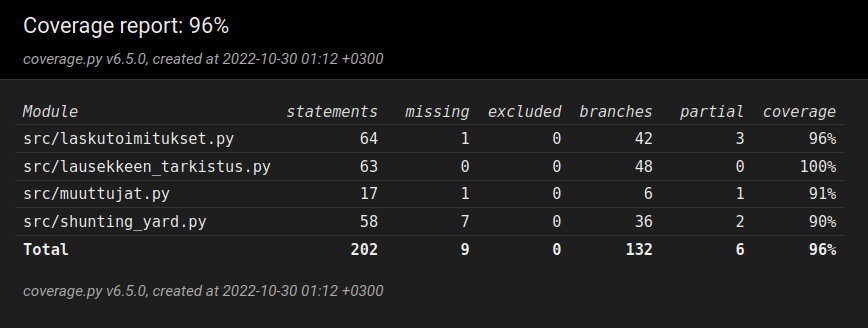 Coverage report: 96%
coverage.py v6.5.0, created at 2022-10-30 01:12 +0300
Module statements missing excluded branches partial coverage
src/laskutoimitukset.py 64 1 0 42 3 96%
src/lausekkeen_tarkistus.py 63 0 0 48 0 100%
src/muuttujat.py 17 1 0 6 1 91%
src/shunting_yard.py 58 7 0 36 2 90%
Total 202 9 0 132 6 96%
coverage.py v6.5.0, created at 2022-10-30 01:12 +0300